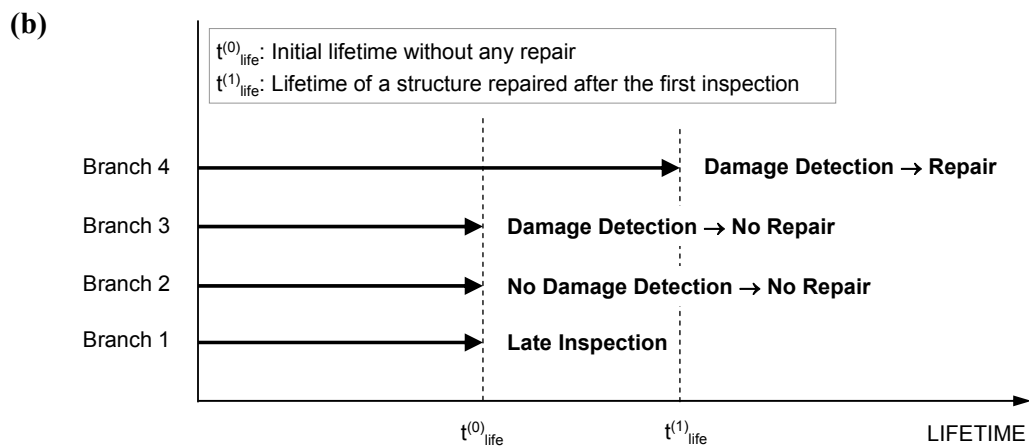 (b)
t⁽⁰⁾life: Initial lifetime without any repair
t⁽¹⁾life: Lifetime of a structure repaired after the first inspection
Branch 4 Damage Detection → Repair
Branch 3 Damage Detection → No Repair
Branch 2 No Damage Detection → No Repair
Branch 1 Late Inspection
t⁽⁰⁾life t⁽¹⁾life LIFETIME